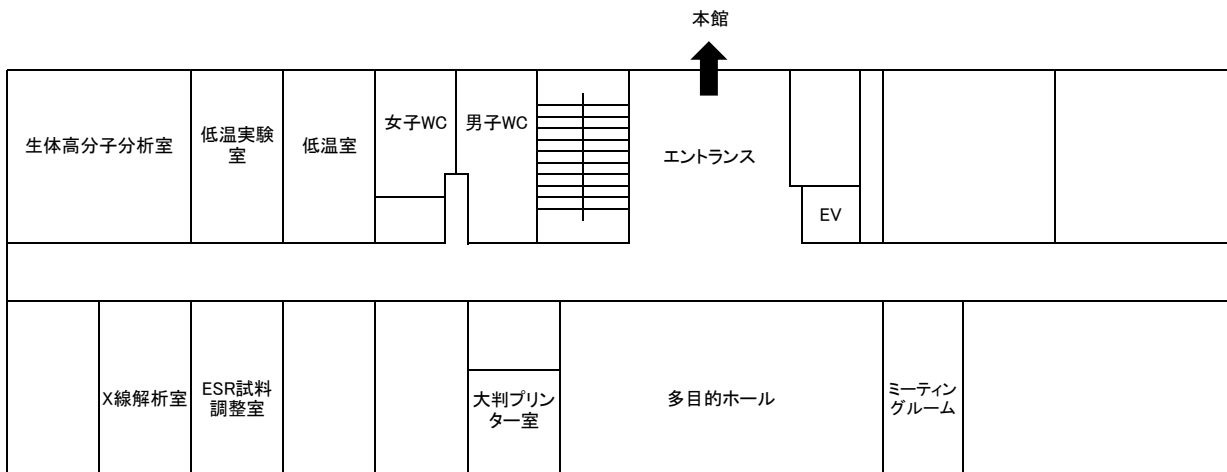 本館
生体高分子分析室
低温実験
室
低温室
女子WC
男子WC
エントランス
EV
X線解析室
ESR試料
調整室
大判プリン
ター室
多目的ホール
ミーティン
グルーム